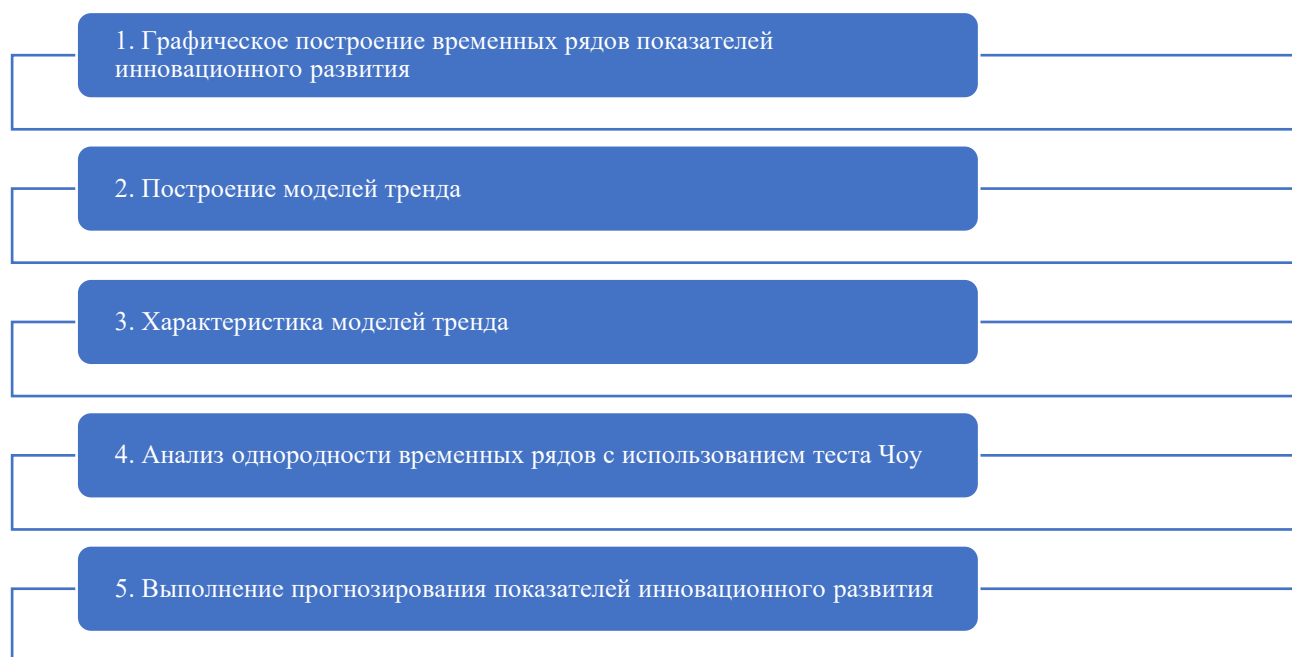 1. Графическое построение временных рядов показателей
инновационного развития
2. Построение моделей тренда
3. Характеристика моделей тренда
4. Анализ однородности временных рядов с использованием теста Чоу
5. Выполнение прогнозирования показателей инновационного развития